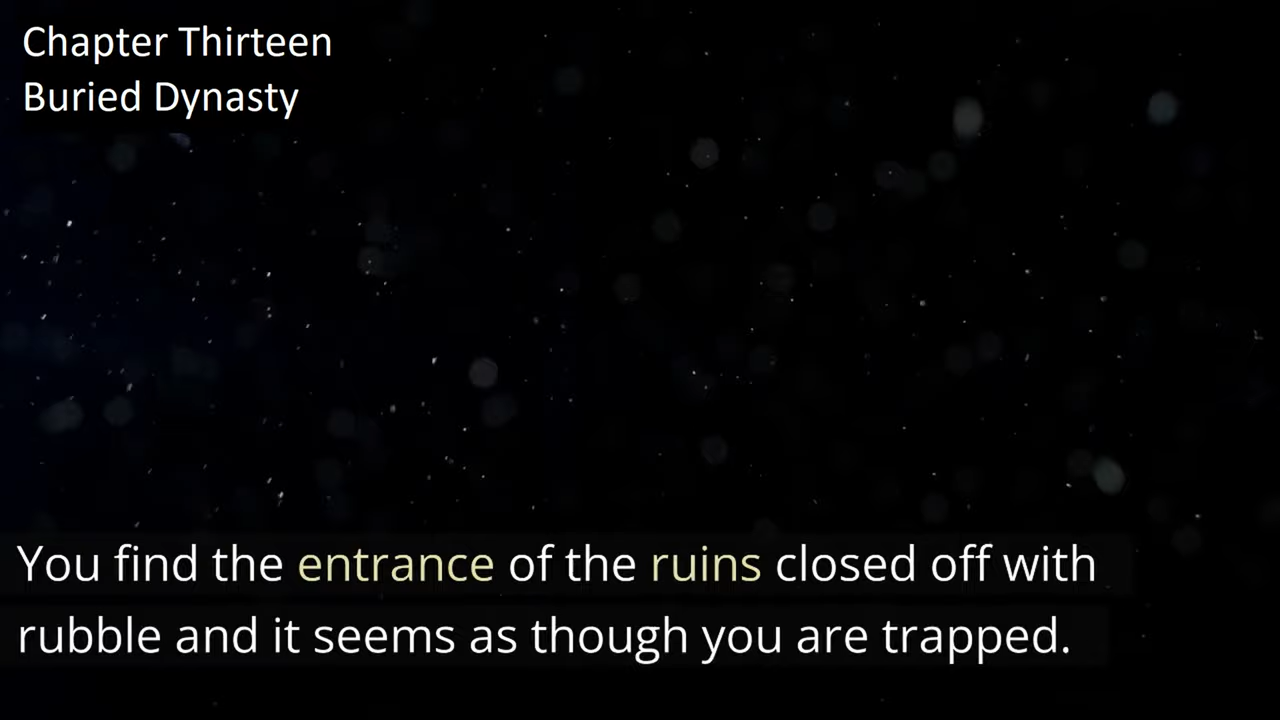 Chapter Thirteen
Buried Dynasty
You find the entrance of the ruins closed off with
rubble and it seems as though you are trapped.